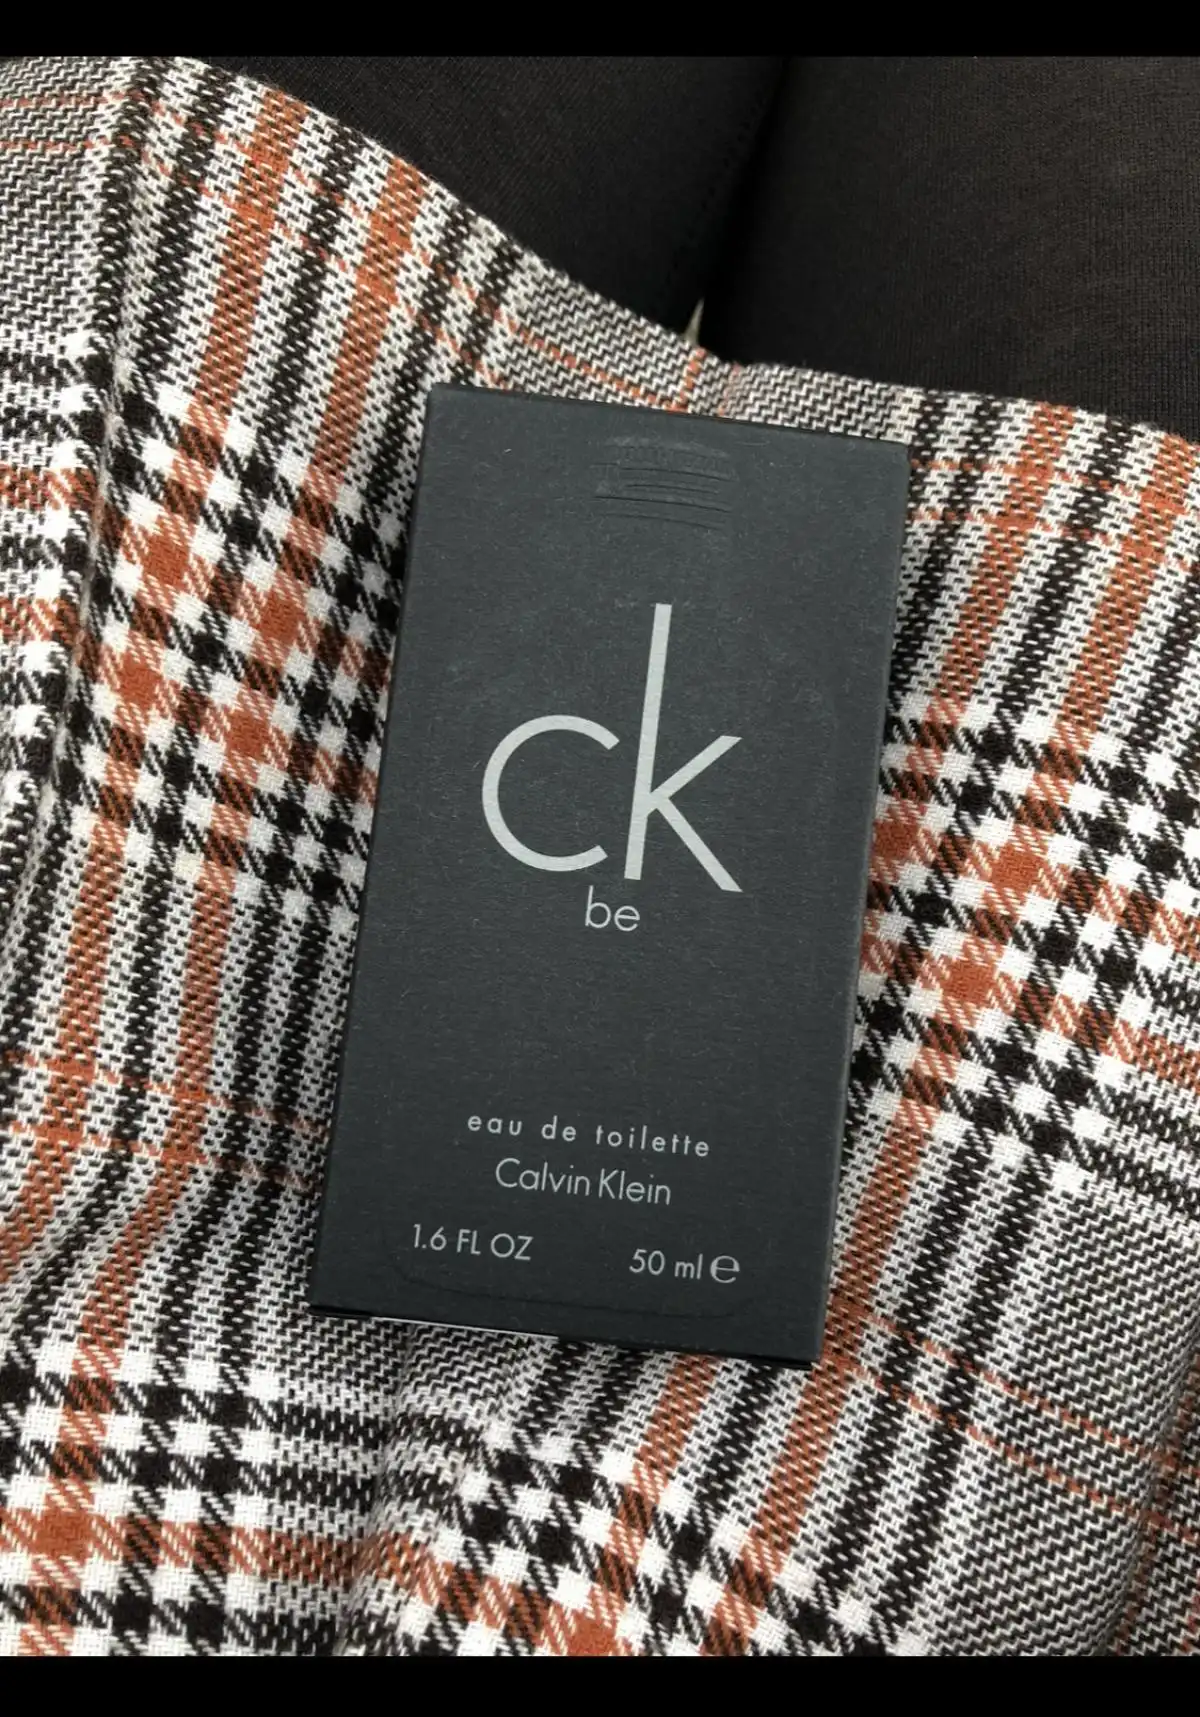 ck
be
eau de toilette
Calvin Klein
1.6 FL OZ 50 ml ℮